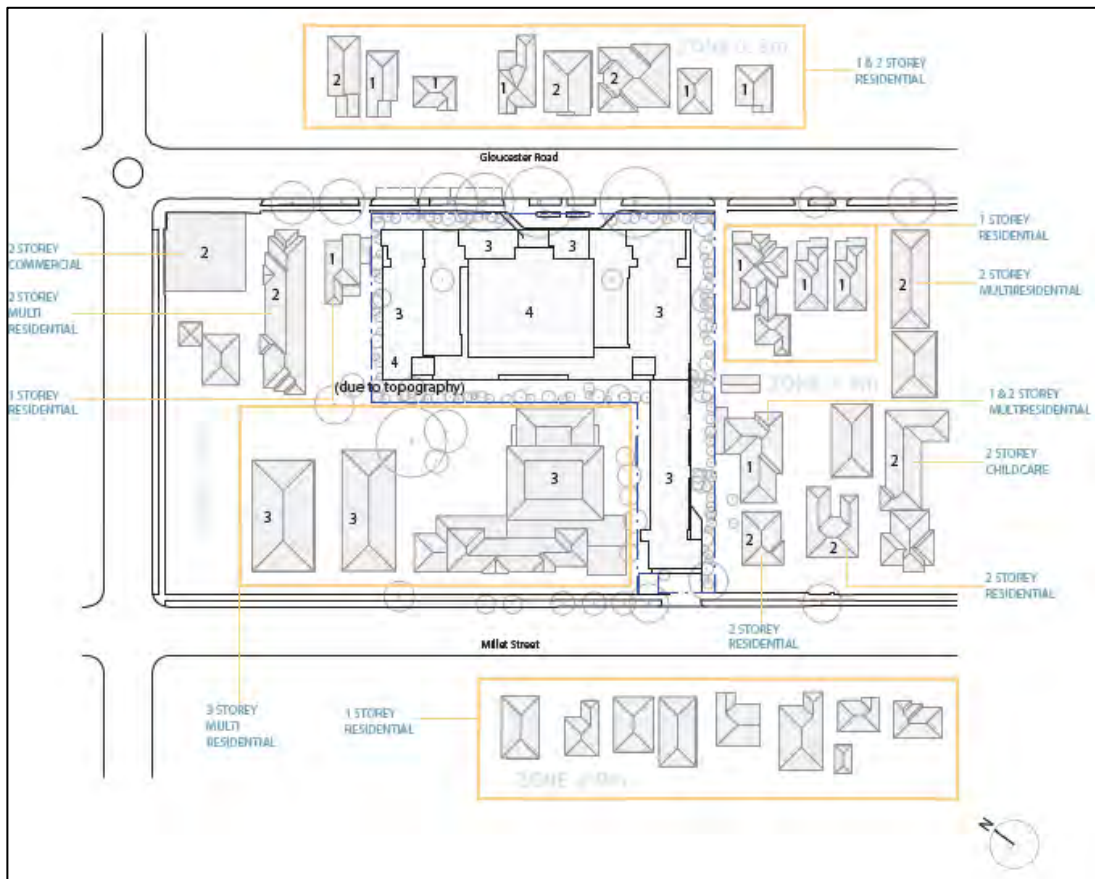 ZONE
1 & 2 STOREY
RESIDENTIAL
2
1
1
1
2
2
1
1
Gloucester Road
2 STOREY
COMMERCIAL
2
2 STOREY
MULTI
RESIDENTIAL
2
1
1 STOREY
RESIDENTIAL
3
3
3
4
3
4
(due to topography)
1 STOREY
RESIDENTIAL
2 STOREY
MULTIRESIDENTIAL
1
1
1
2
ZONE
1 & 2 STOREY
MULTIRESIDENTIAL
2 STOREY
CHILDCARE
1
2
3
3
3
3
2
2
2 STOREY
RESIDENTIAL
2 STOREY
RESIDENTIAL
Millet Street
3 STOREY
MULTI
RESIDENTIAL
1 STOREY
RESIDENTIAL
ZONE
N